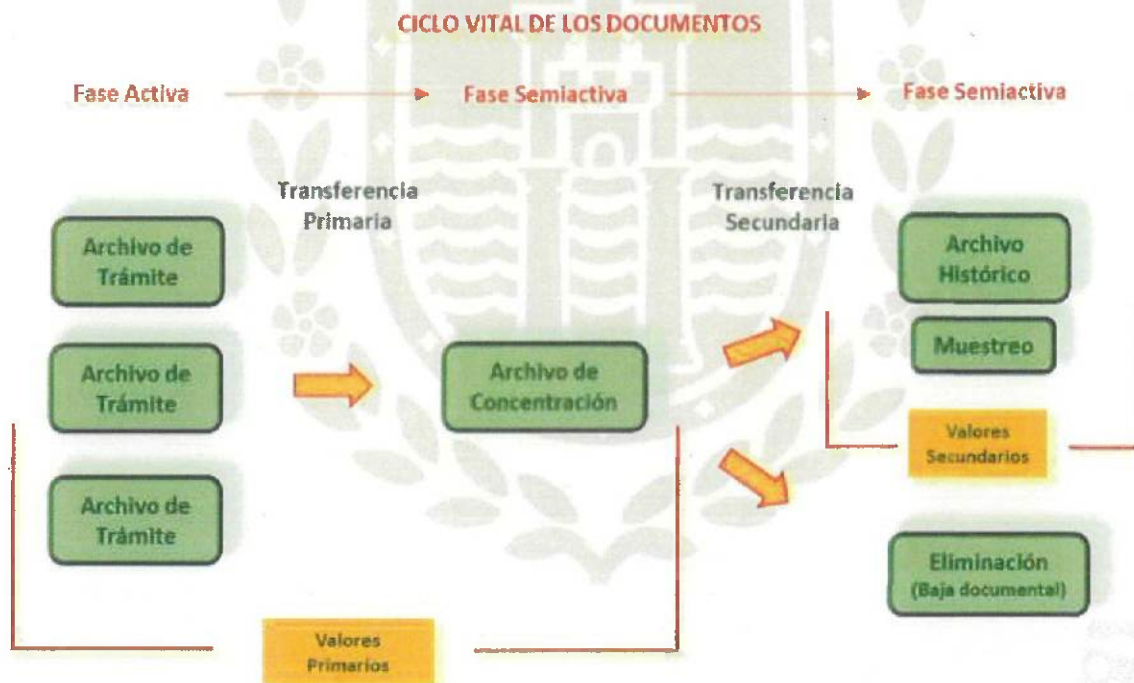 CICLO VITAL DE LOS DOCUMENTOS
Fase Activa
Fase Semiactiva
Fase Semiactiva
Transferencia
Primaria
Transferencia
Secundaria
Archivo de
Trámite
Archivo de
Trámite
Archivo de
Trámite
Archivo de
Concentración
Archivo
Histórico
Muestreo
Valores
Secundarios
Eliminación
(Baja documental)
Valores
Primarios